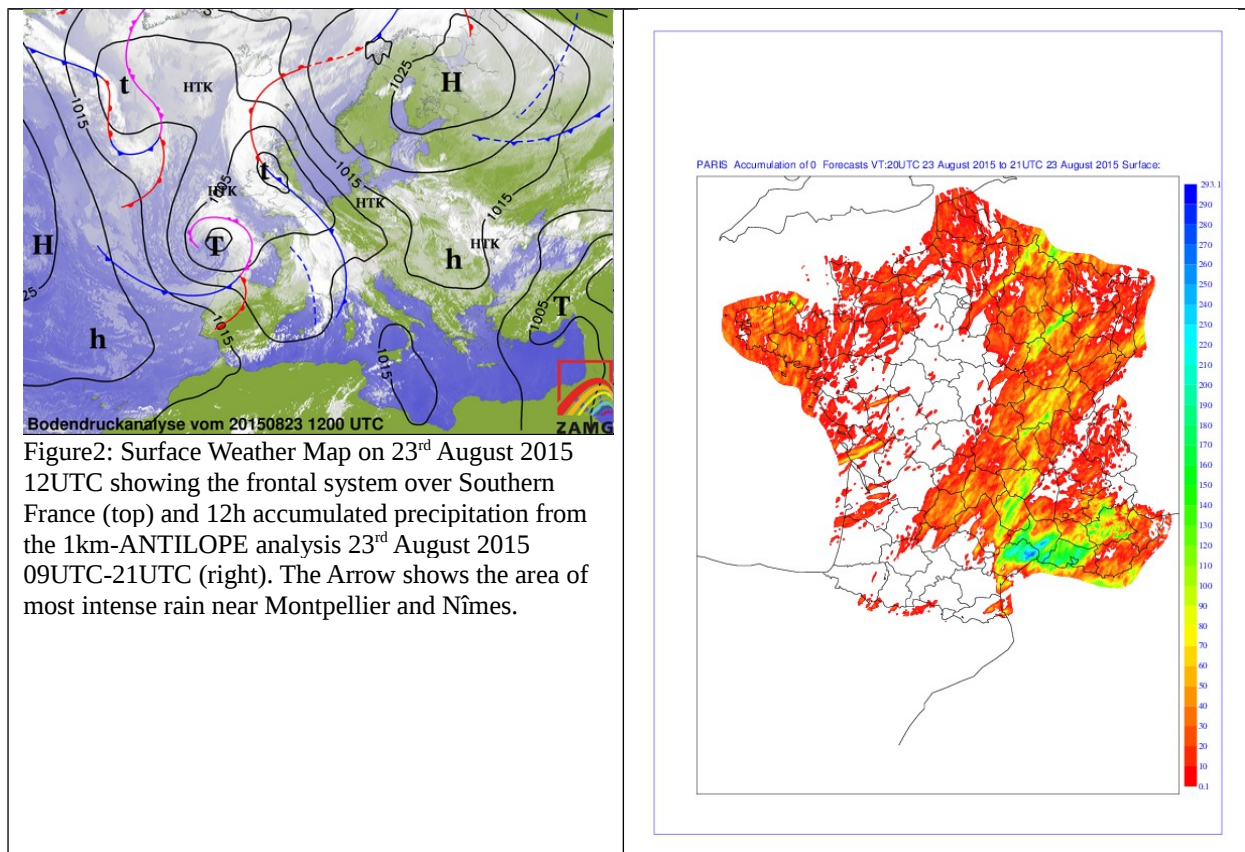 t
HTK
H
1025
1015
1015
t
1015
1005
HTK
HTK
1015
H
T
HTK
h
25
T
1005
h
1015
1015
Bodendruckanalyse vom 20150823 1200 UTC
ZAMG
Figure2: Surface Weather Map on 23rd August 2015
12UTC showing the frontal system over Southern
France (top) and 12h accumulated precipitation from
the 1km-ANTILOPE analysis 23rd August 2015
09UTC-21UTC (right). The Arrow shows the area of
most intense rain near Montpellier and Nîmes.
PARIS Accumulation of 0 Forecasts VT:20UTC 23 August 2015 to 21UTC 23 August 2015 Surface:
293.1
290
280
270
260
250
240
230
220
210
200
190
180
170
160
150
140
130
120
110
100
90
80
70
60
50
40
30
20
10
0.1